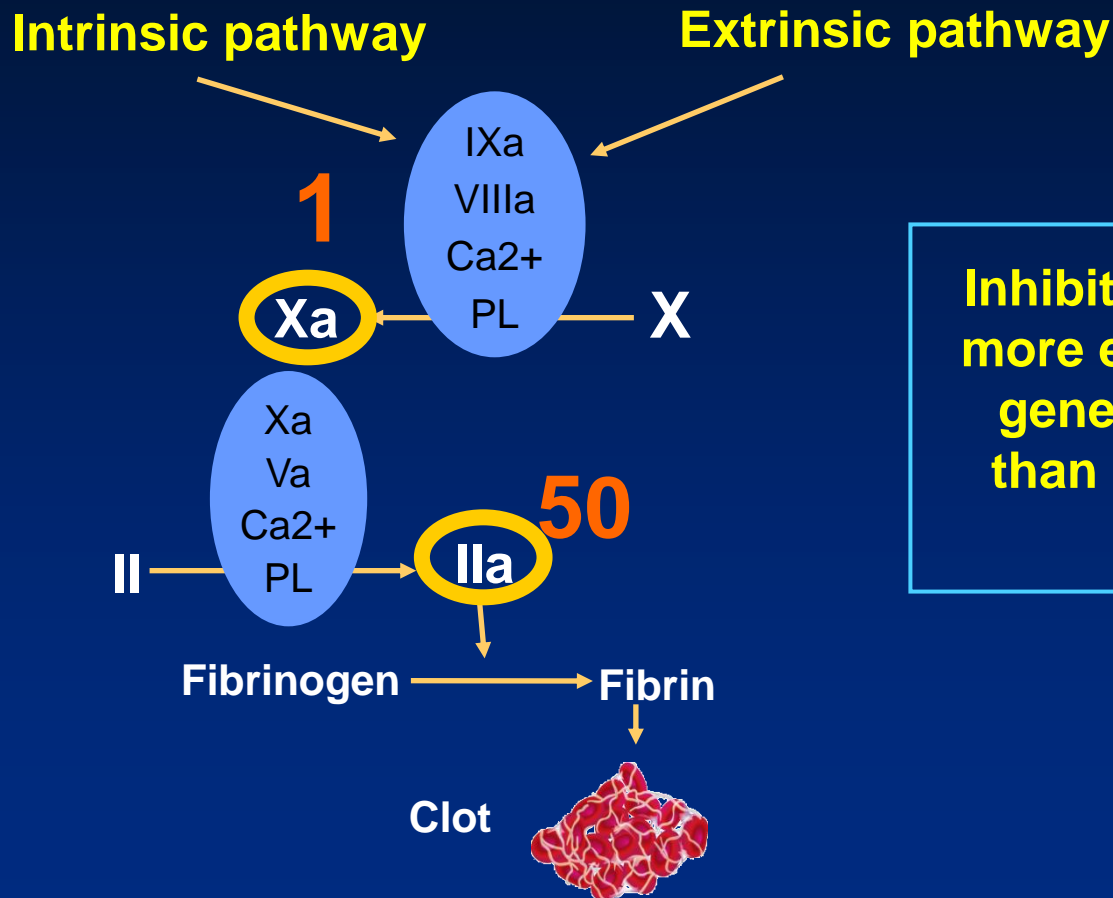 Intrinsic pathway
Extrinsic pathway
IXa
VIIIa
Ca2+
PL
1
Xa
X
Xa
Va
Ca2+
PL
II
50
IIa
Fibrinogen
Fibrin
Clot
Inhibit
more e
gene
than